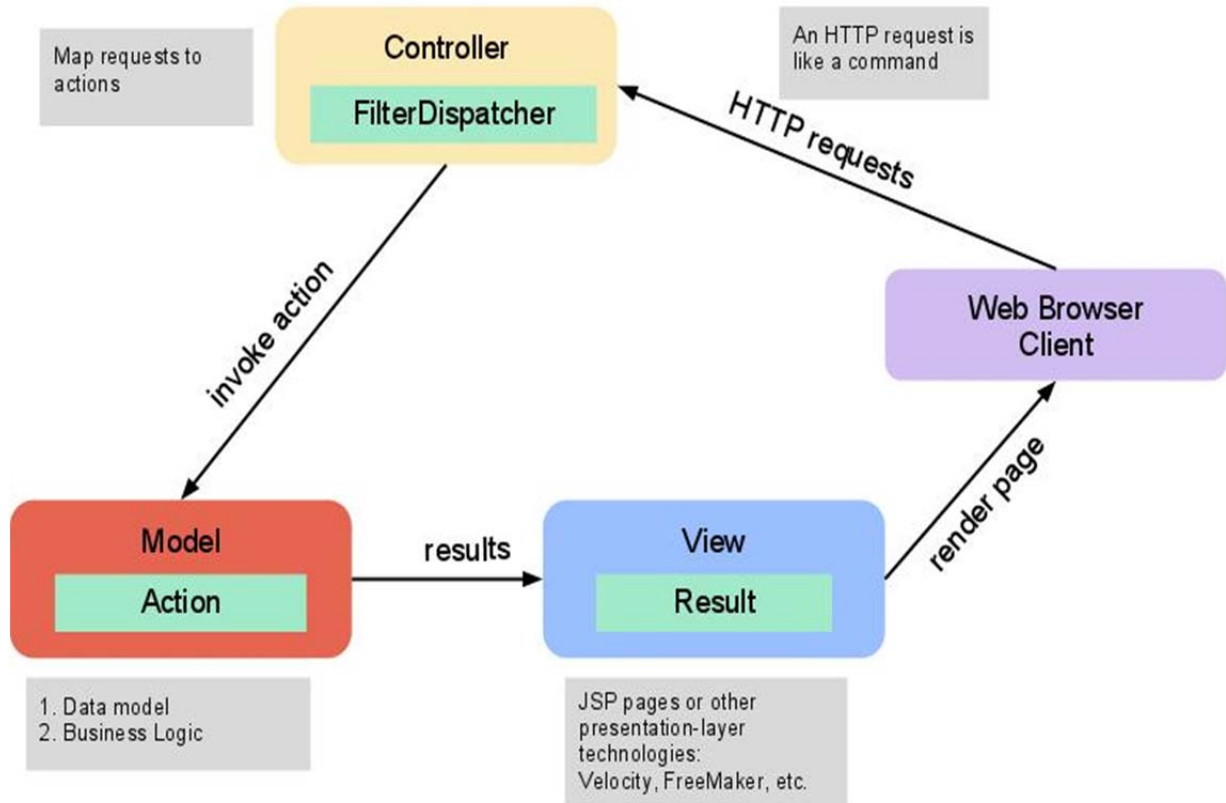 Map requests to
actions
Controller
FilterDispatcher
An HTTP request is
like a command
HTTP requests
invoke action
Web Browser
Client
Model
Action
results
View
Result
render page
1. Data model
2. Business Logic
JSP pages or other
presentation-layer
technologies:
Velocity, FreeMaker, etc.